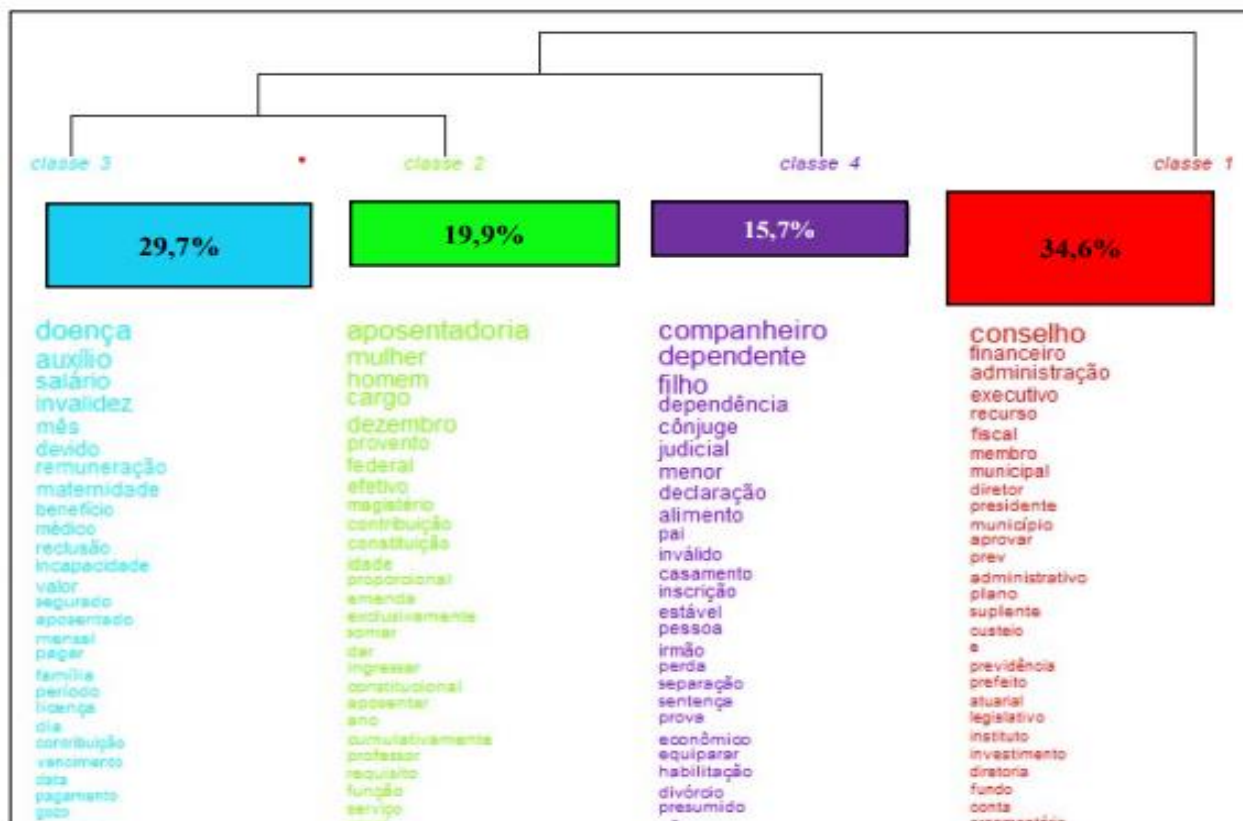 classe 3
classe 2
classe 4
classe 1
29,7%
19,9%
15,7%
34,6%
doença
auxílio
salário
invalidez
mês
devido
remuneração
maternidade
benefício
médico
reclusão
incapacidade
valor
segurado
aposentado
mensal
pagar
família
período
licença
dia
contribuição
vencimento
data
pagamento
gozo
aposentadoria
mulher
homem
cargo
dezembro
provento
federal
efetivo
magistério
contribuição
constituição
idade
proporcional
emenda
exclusivamente
somar
dar
ingressar
constitucional
aposentar
ano
cumulativamente
professor
requisito
função
serviço
companheiro
dependente
filho
dependência
cônjuge
judicial
menor
declaração
alimento
pai
inválido
casamento
inscrição
estável
pessoa
irmão
perda
separação
sentença
prova
econômico
equiparar
habilitação
divórcio
presumido
conselho
financeiro
administração
executivo
recurso
fiscal
membro
municipal
diretor
presidente
município
aprovar
prev
administrativo
plano
suplente
custeio
e
previdência
prefeito
atuarial
legislativo
instituto
investimento
diretoria
fundo
conta